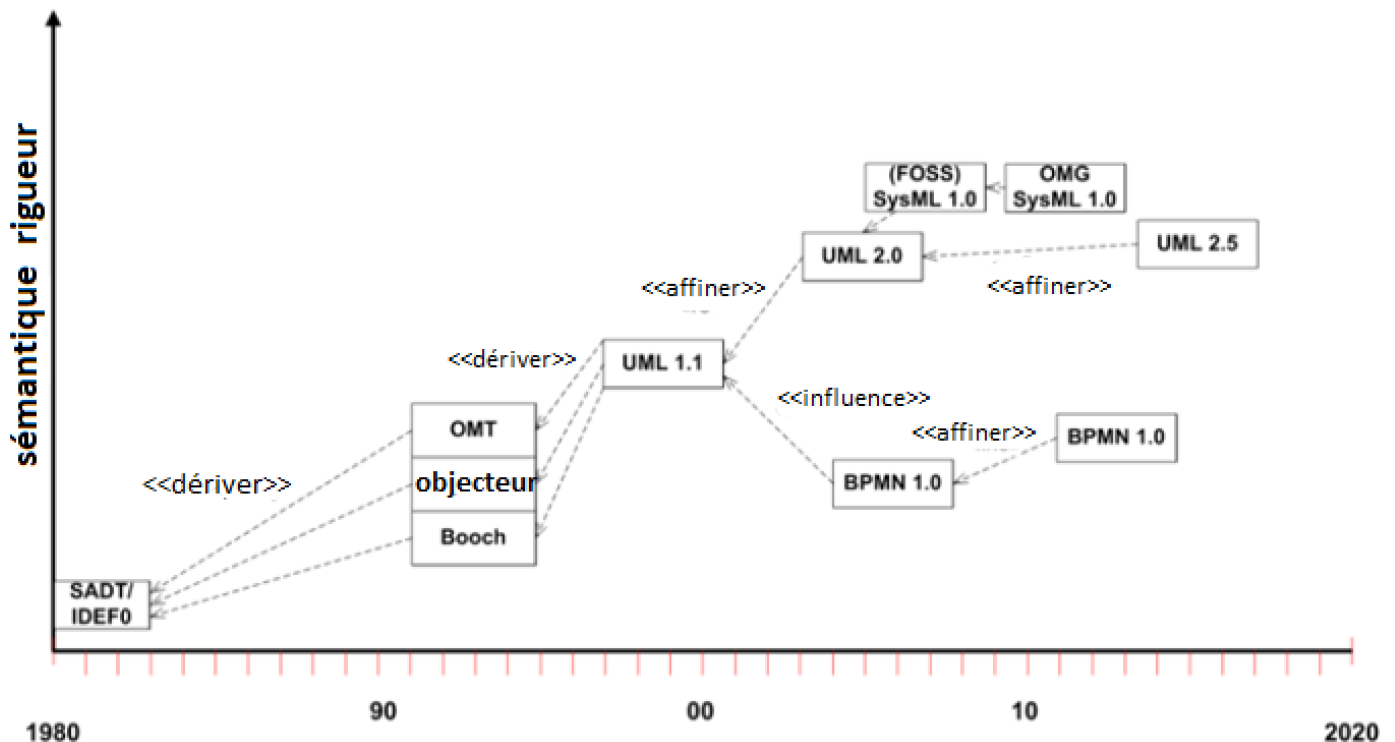 sémantique rigueur
(FOSS)
SysML 1.0
OMG
SysML 1.0
UML 2.0
UML 2.5
<<affiner>>
<<affiner>>
<<dériver>>
UML 1.1
<<influence>>
OMT
<<affiner>>
BPMN 1.0
<<dériver>>
objecteur
BPMN 1.0
Booch
SADT/
IDEF0
90
00
10
1980
2020